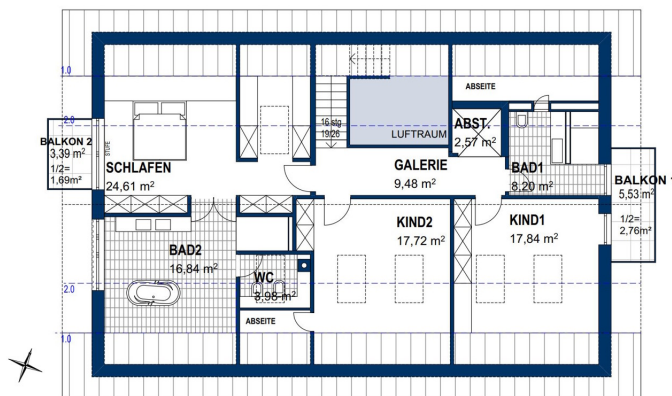 1.0
ABSEITE
2.0
BALKON 2
3,39 m²
1/2=
1,69m²
STUFE
SCHLAFEN
24,61 m²
16 stg
19/26
LUFTRAUM
ABST.
2,57 m²
GALERIE
9,48 m²
BAD1
8,20 m²
BALKON 1
5,53 m²
1/2=
2,76m²
KIND2
17,72 m²
KIND1
17,84 m²
BAD2
16,84 m²
WC
3,98 m²
2.0
ABSEITE
1.0